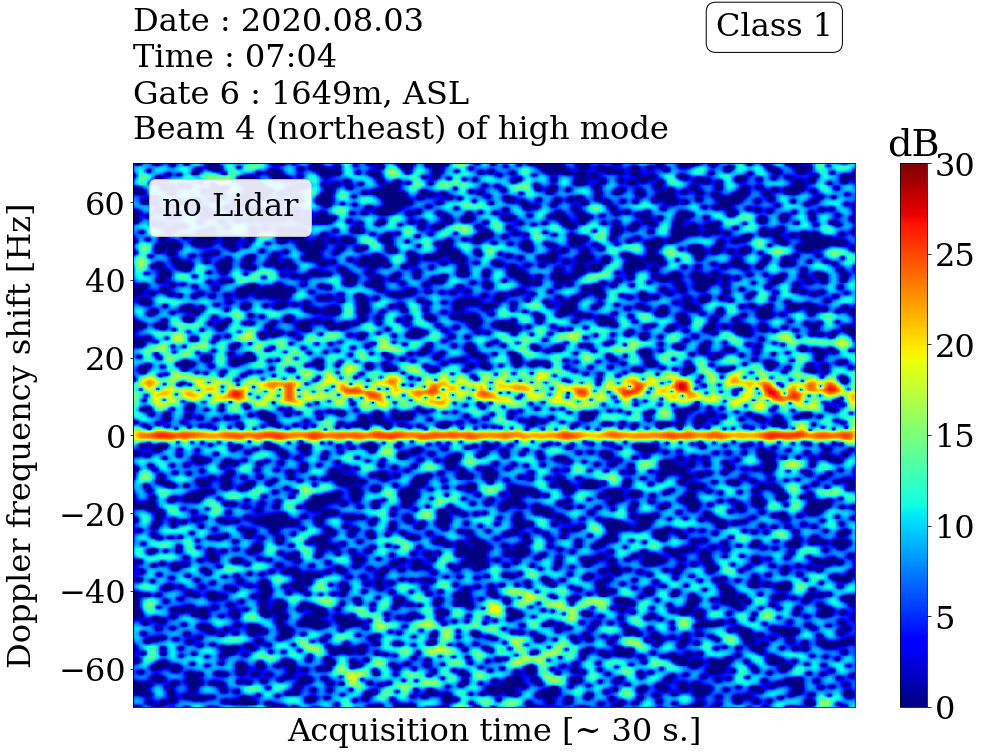 Date : 2020.08.03
Time : 07:04
Gate 6 : 1649m, ASL
Beam 4 (northeast) of high mode
Class 1
dB
no Lidar
Doppler frequency shift [Hz]
60
40
20
0
−20
−40
−60
Acquisition time [~ 30 s.]
30
25
20
15
10
5
0